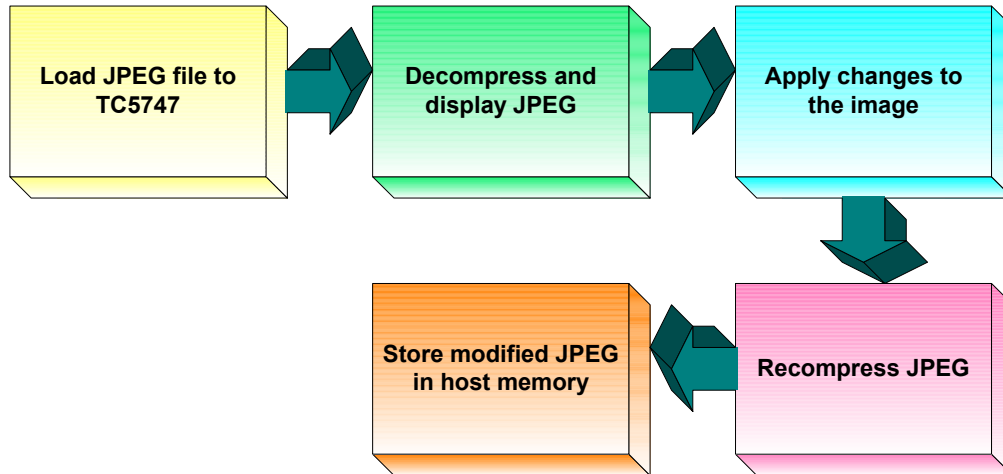 Load JPEG file to
TC5747
Decompress and
display JPEG
Apply changes to
the image
Recompress JPEG
Store modified JPEG
in host memory